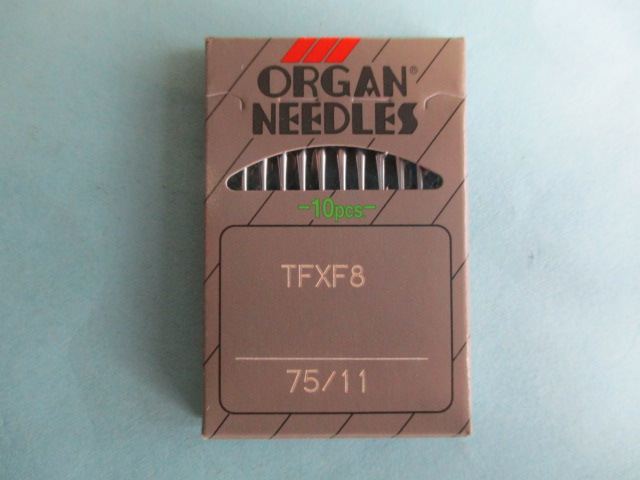 ORGAN®
NEEDLES
-10pcs-
TFXF8
75/11